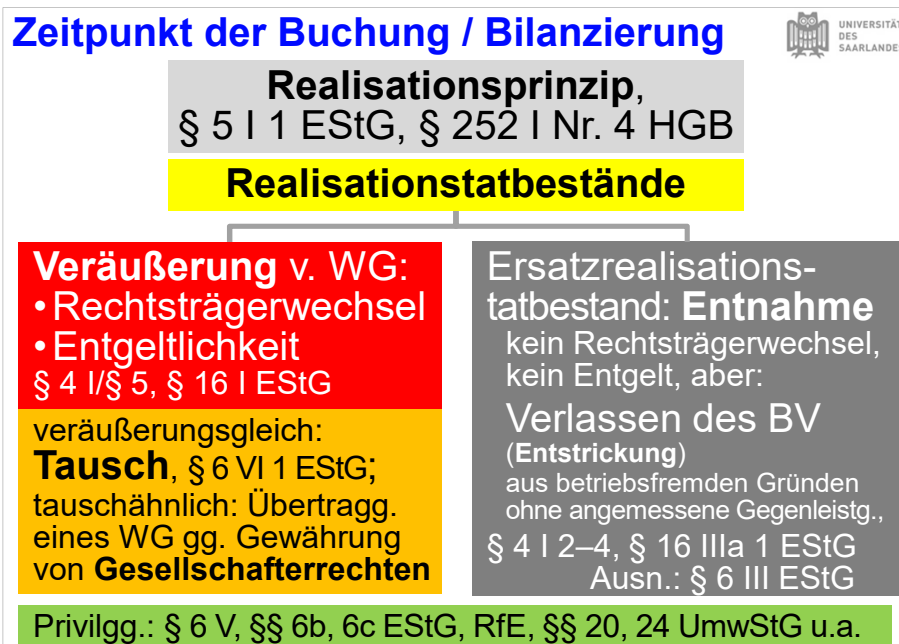 Zeitpunkt der Buchung / Bilanzierung
UNIVERSITÄT
DES
SAARLANDES
Realisationsprinzip,
§ 5 I 1 EStG, § 252 I Nr. 4 HGB
Realisationstatbestände
Veräußerung v. WG:
• Rechtsträgerwechsel
• Entgeltlichkeit
§ 4 I/§ 5, § 16 I EStG
veräußerungsgleich:
Tausch, § 6 VI 1 EStG;
tauschähnlich: Übertragg.
eines WG gg. Gewährung
von Gesellschafterrechten
Ersatzrealisations-
tatbestand: Entnahme
kein Rechtsträgerwechsel,
kein Entgelt, aber:
Verlassen des BV
(Entstrickung)
aus betriebsfremden Gründen
ohne angemessene Gegenleistg.,
§ 4 I 2–4, § 16 IIIa 1 EStG
Ausn.: § 6 III EStG
Privilgg.: § 6 V, §§ 6b, 6c EStG, RfE, §§ 20, 24 UmwStG u.a.